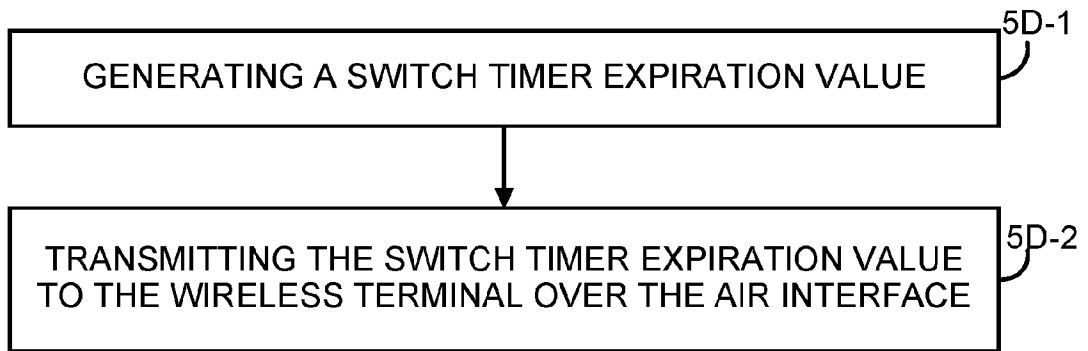 5D-1
GENERATING A SWITCH TIMER EXPIRATION VALUE
5D-2
TRANSMITTING THE SWITCH TIMER EXPIRATION VALUE
TO THE WIRELESS TERMINAL OVER THE AIR INTERFACE